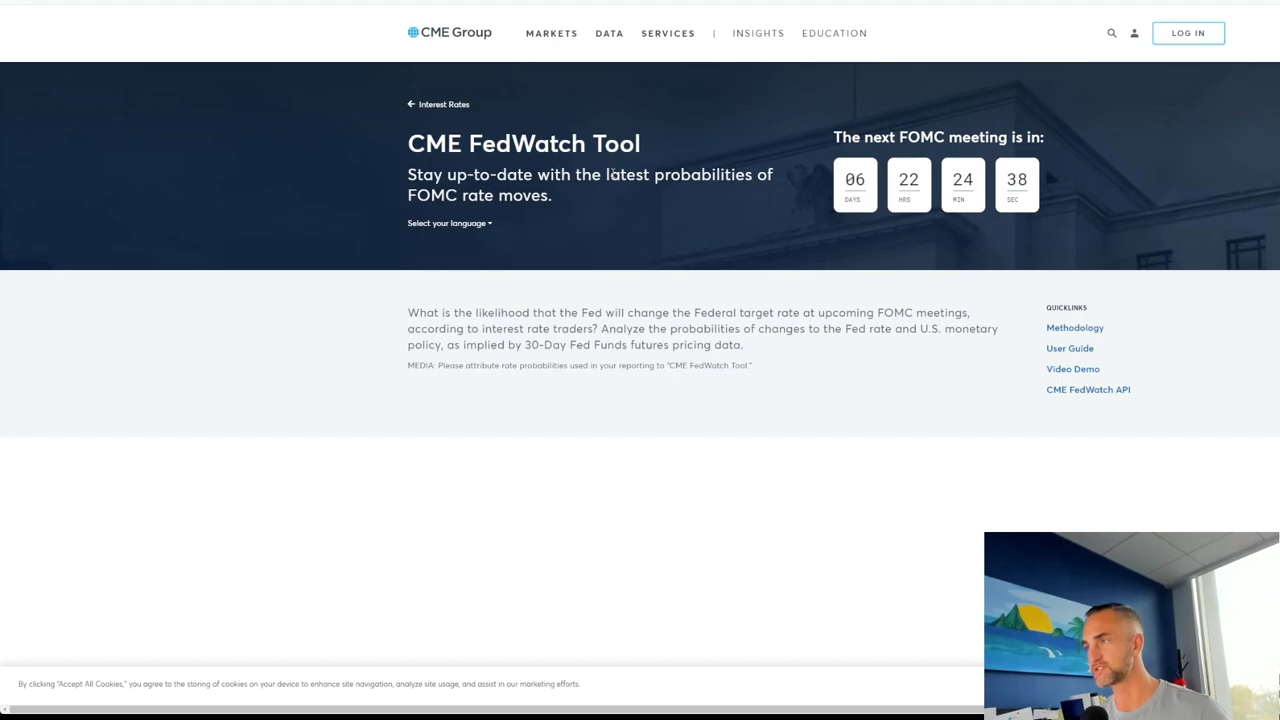 CME Group
MARKETS DATA SERVICES | INSIGHTS EDUCATION
LOG IN
Interest Rates
CME FedWatch Tool
Stay up-to-date with the latest probabilities of
FOMC rate moves.
Select your language
The next FOMC meeting is in:
06 22 24 38
DAYS HRS MIN SEC
What is the likelihood that the Fed will change the Federal target rate at upcoming FOMC meetings,
according to interest rate traders? Analyze the probabilities of changes to the Fed rate and U.S. monetary
policy, as implied by 30-Day Fed Funds futures pricing data.
MEDIA: Please attribute rate probabilities used in your reporting to "CME FedWatch Tool."
QUICKLINKS
Methodology
User Guide
Video Demo
CME FedWatch API
By clicking "Accept All Cookies," you agree to the storing of cookies on your device to enhance site navigation, analyze site usage, and assist in our marketing efforts.